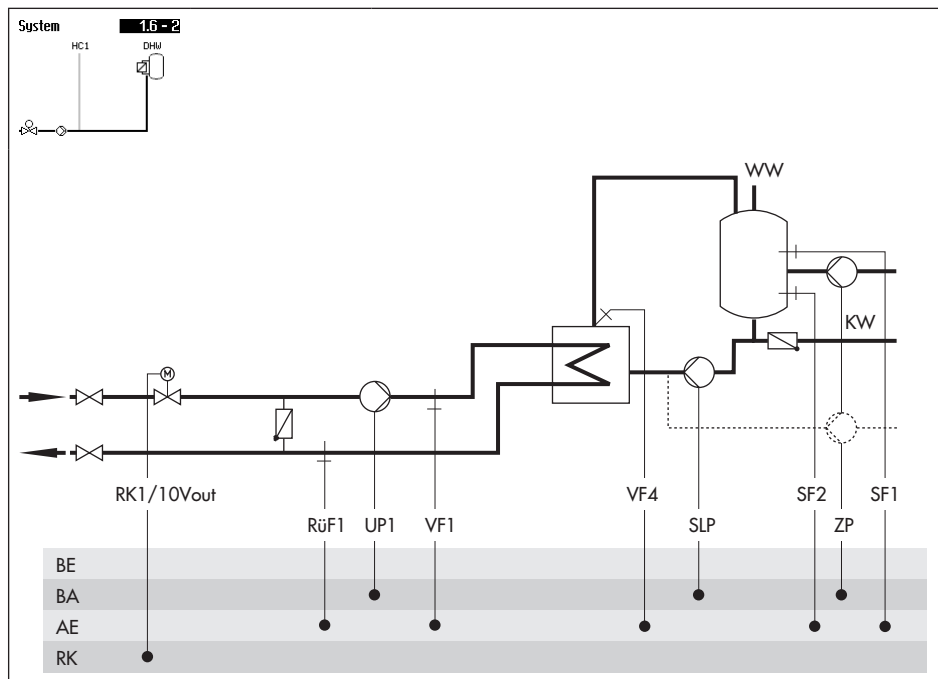 System 1.6 - 2
HC1 DHW
WW
KW
M
RK1/10Vout
VF4
SF2
SF1
RüF1
UP1
VF1
SLP
ZP
BE
BA
AE
RK